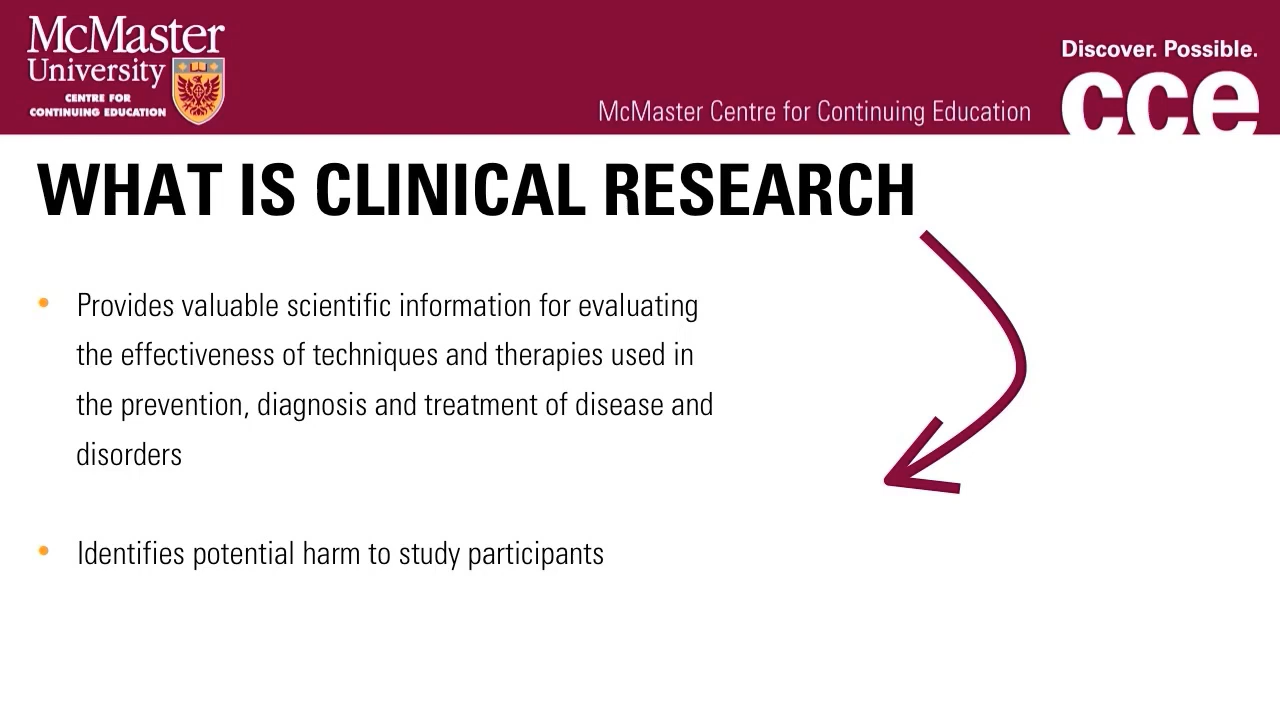 McMaster
University
CENTRE FOR
CONTINUING EDUCATION
Discover. Possible.
McMaster Centre for Continuing Education
cce
WHAT IS CLINICAL RESEARCH
• Provides valuable scientific information for evaluating
the effectiveness of techniques and therapies used in
the prevention, diagnosis and treatment of disease and
disorders
• Identifies potential harm to study participants